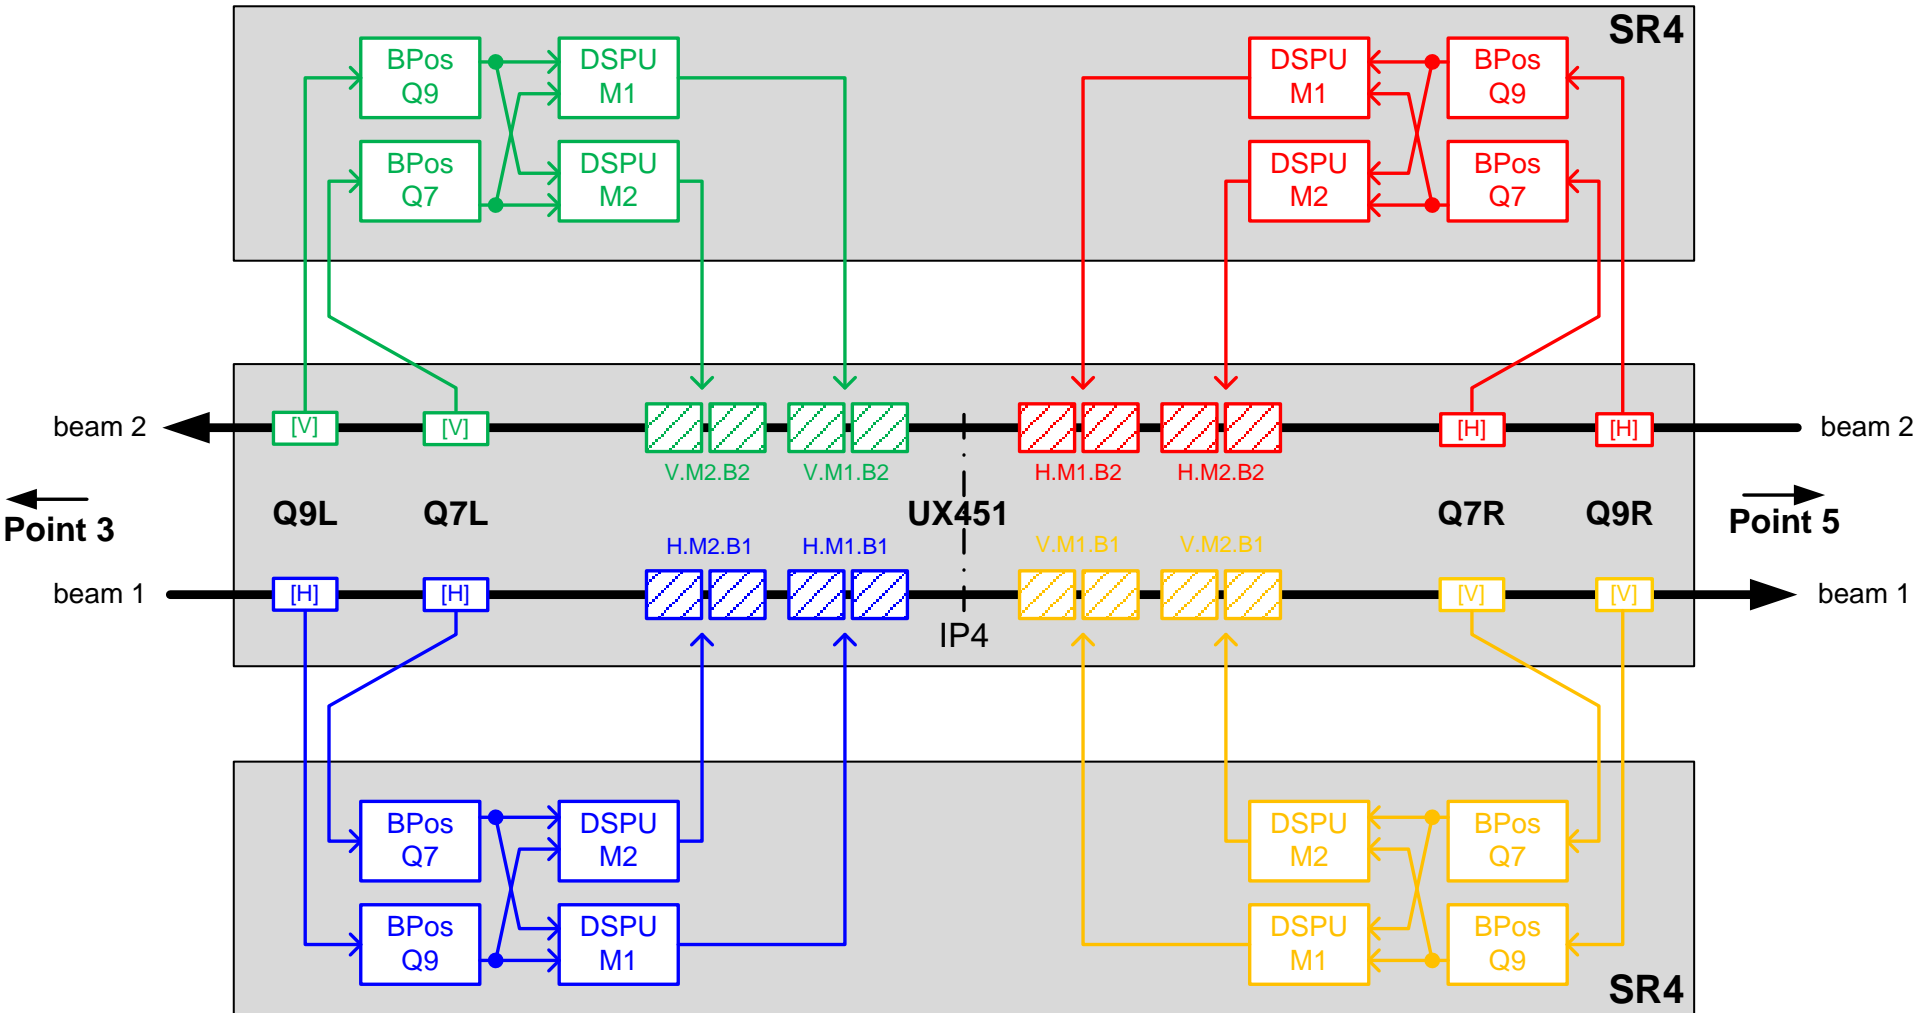 SR4
BPos
Q9
DSPU
M1
DSPU
M1
BPos
Q9
BPos
Q7
DSPU
M2
DSPU
M2
BPos
Q7
beam 2
[V]
[V]
[H]
[H]
beam 2
V.M2.B2
V.M1.B2
H.M1.B2
H.M2.B2
Point 3
Q9L
Q7L
UX451
Q7R
Q9R
Point 5
H.M2.B1
H.M1.B1
V.M1.B1
V.M2.B1
beam 1
[H]
[H]
[V]
[V]
beam 1
IP4
BPos
Q7
DSPU
M2
DSPU
M2
BPos
Q7
BPos
Q9
DSPU
M1
DSPU
M1
BPos
Q9
SR4